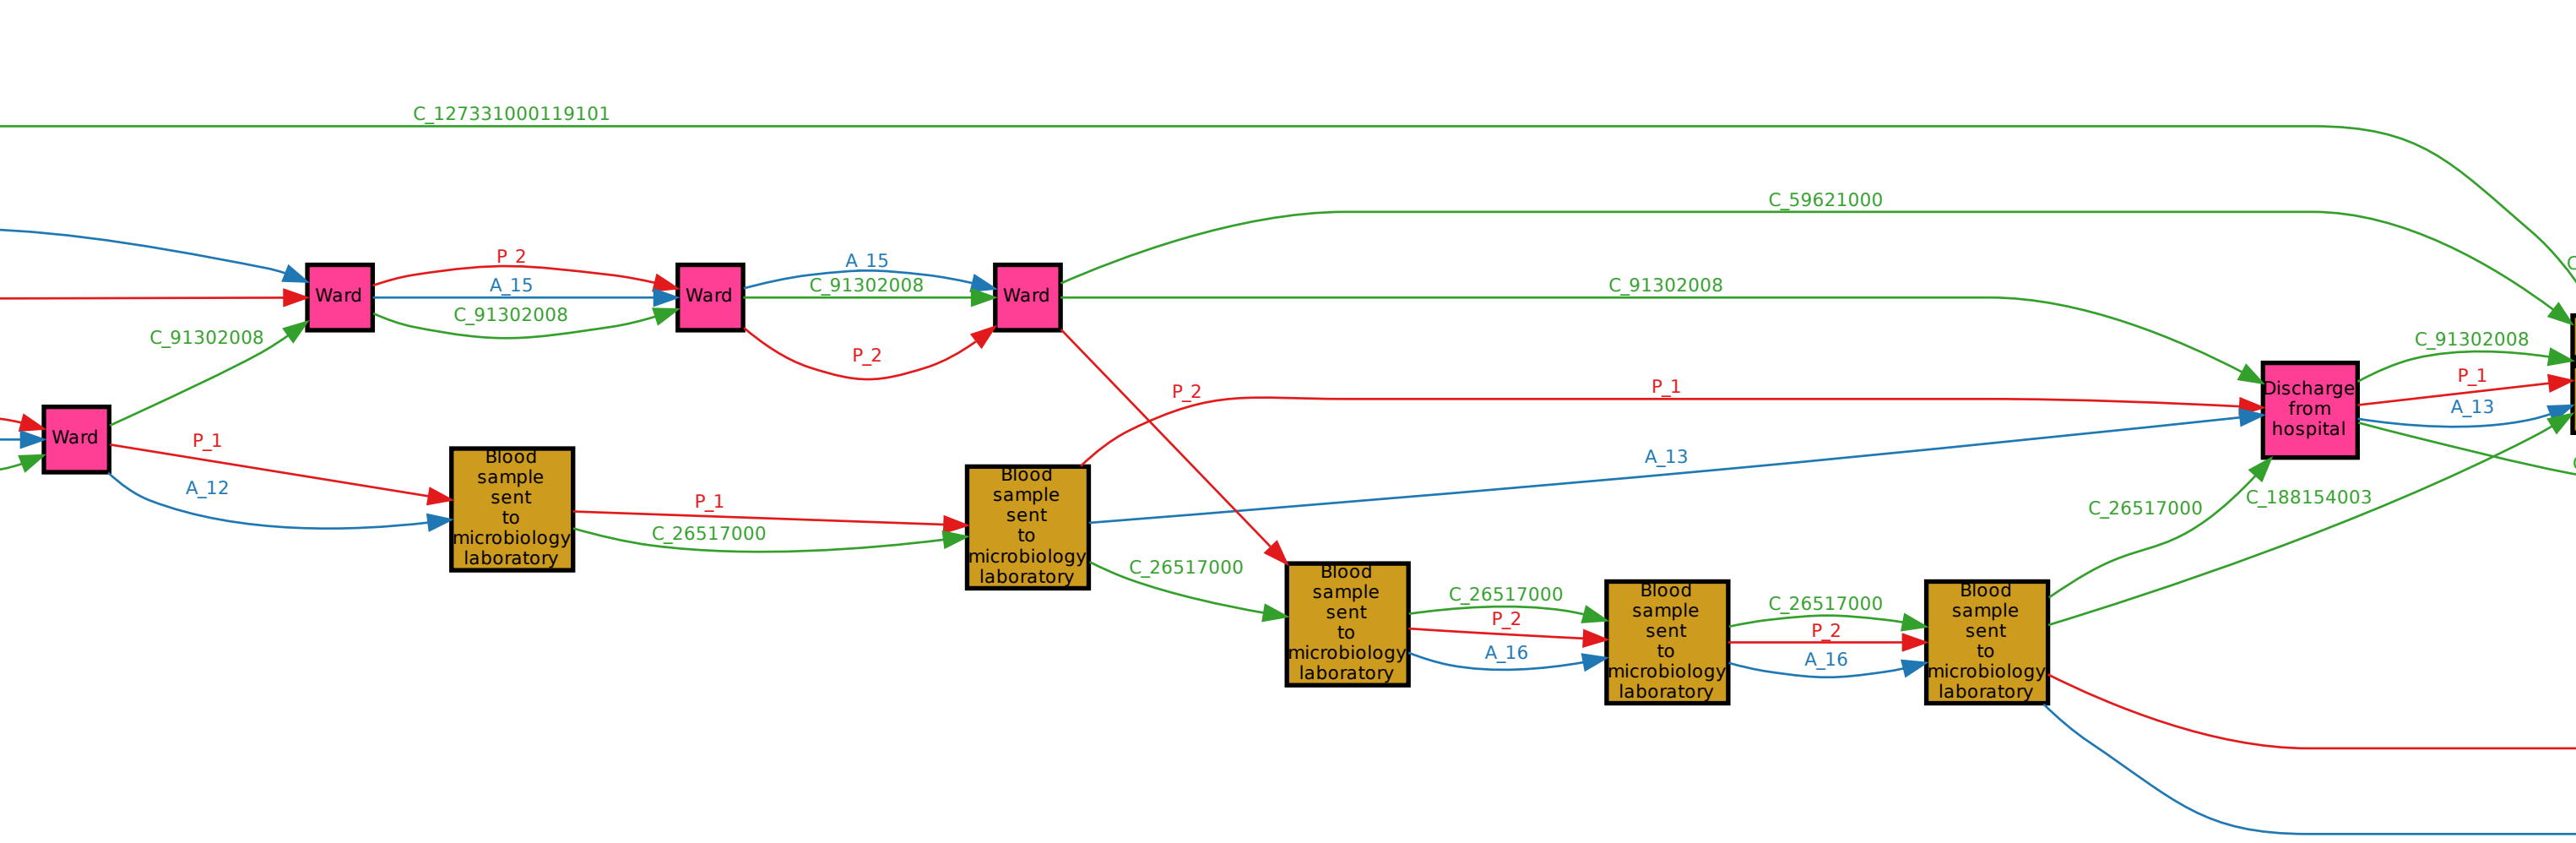 C_127331000119101
C_59621000
P_2
A_15
C_91302008
A_15
C_91302008
P_2
Ward
Ward
Ward
C_91302008
C_91302008
C_91302008
P_1
A_13
Discharge
from
hospital
P_2
P_1
Ward
P_1
A_12
Blood
sample
sent
to
microbiology
laboratory
P_1
C_26517000
Blood
sample
sent
to
microbiology
laboratory
A_13
C_26517000
C_188154003
C_26517000
Blood
sample
sent
to
microbiology
laboratory
C_26517000
P_2
A_16
Blood
sample
sent
to
microbiology
laboratory
C_26517000
P_2
A_16
Blood
sample
sent
to
microbiology
laboratory